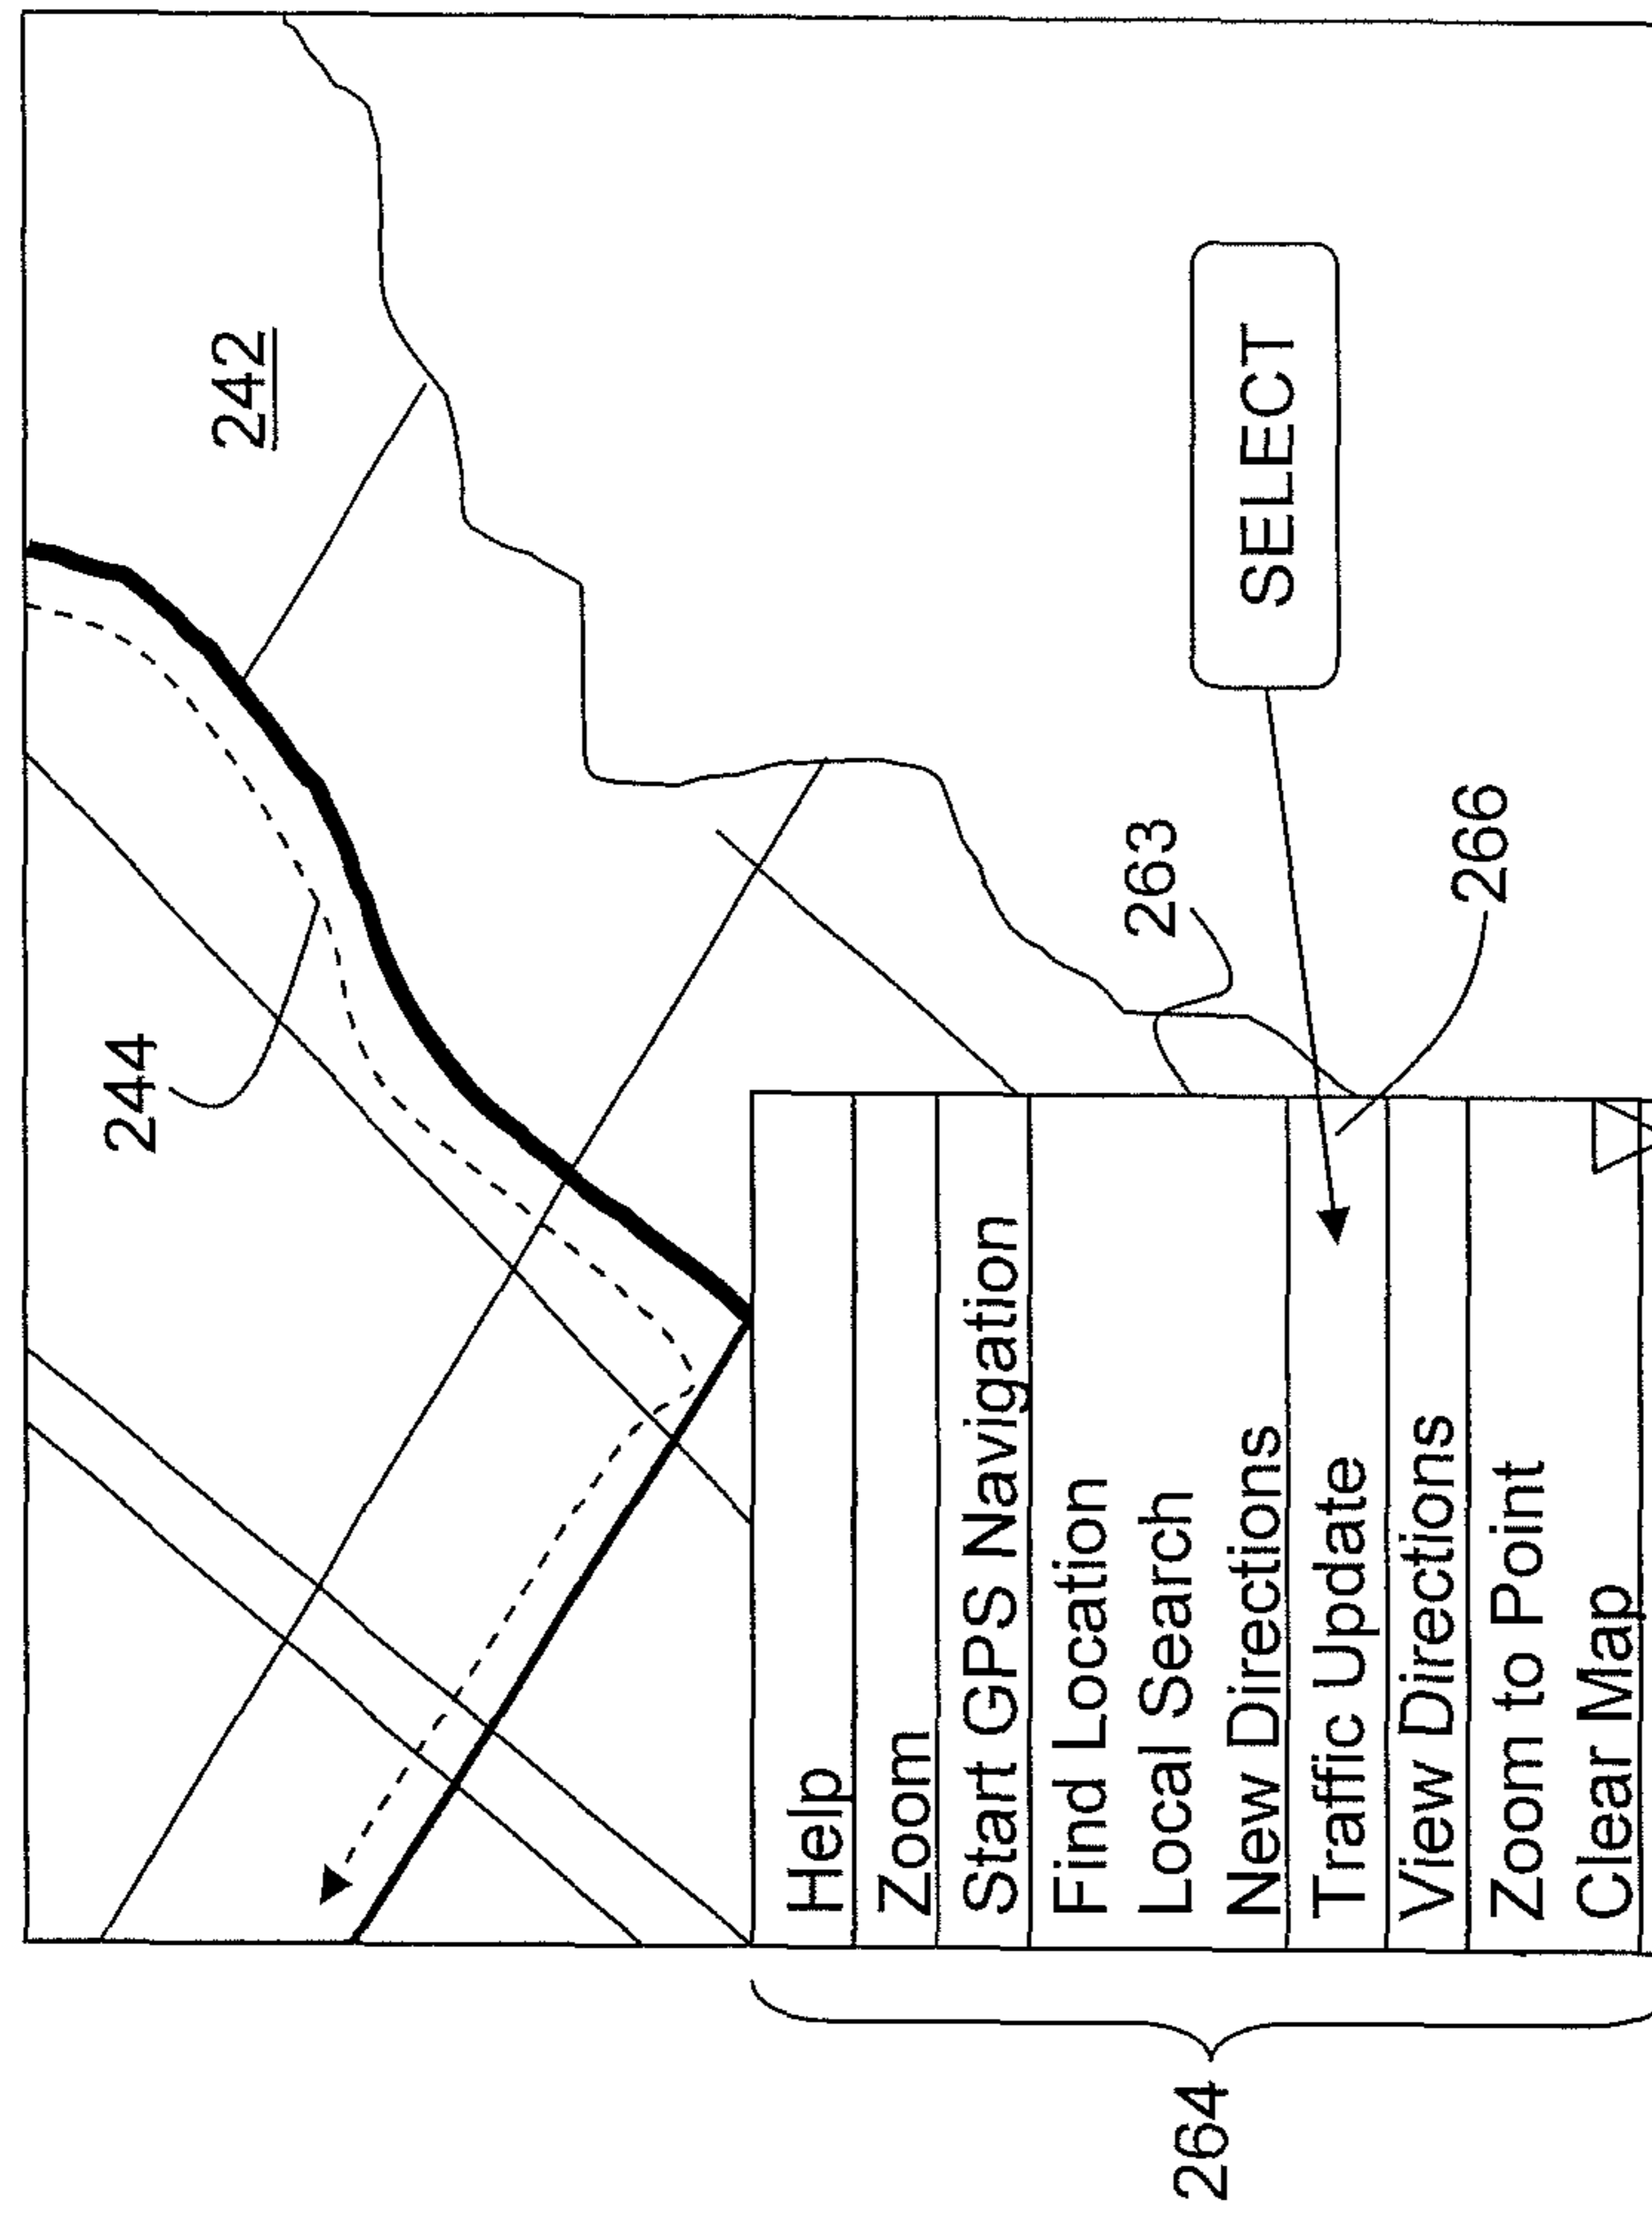 244
242
Help
Zoom
Start GPS Navigation
Find Location
Local Search
New Directions
Traffic Update
View Directions
Zoom to Point
Clear Map
263
SELECT
266
264